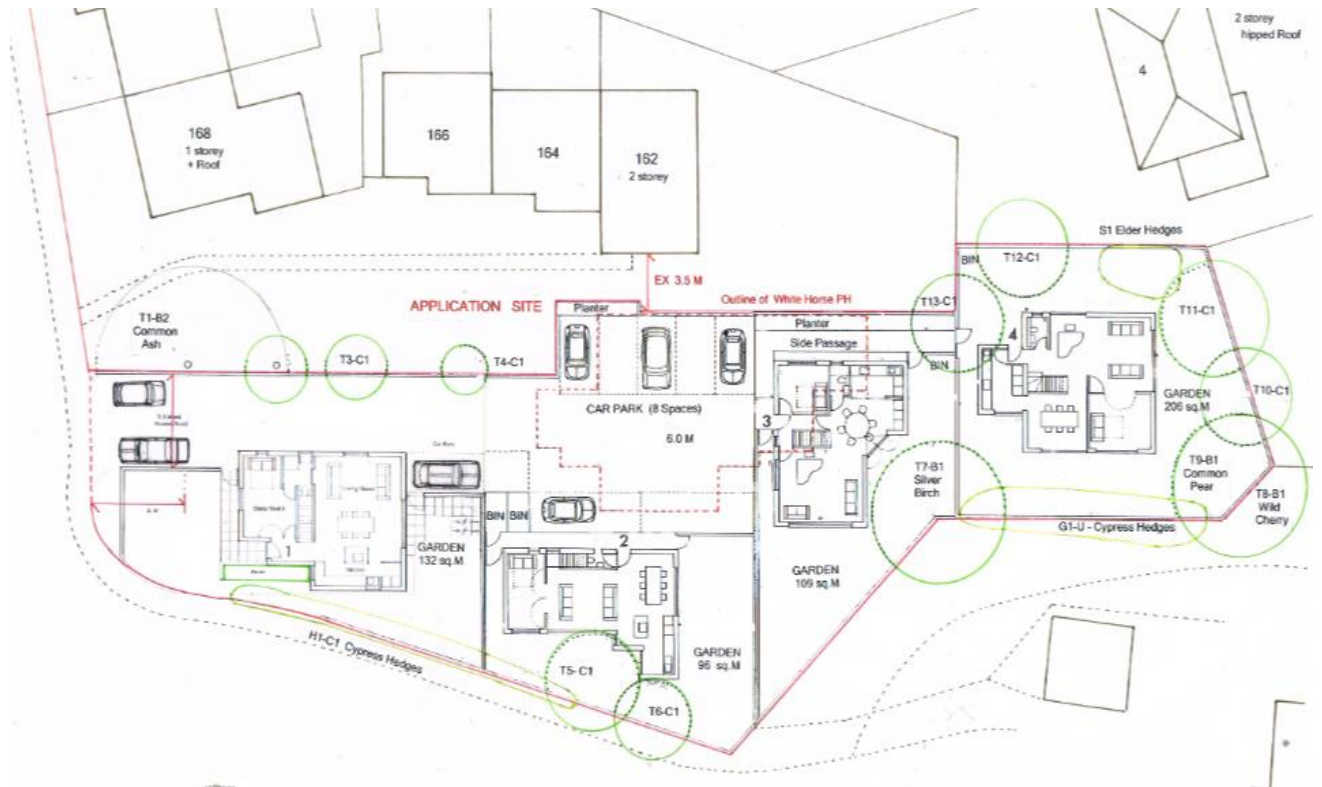 2 storey
hipped Roof
4
168
1 storey
+ Roof
166
164
162
2 storey
S1 Elder Hedges
BIN
T12-C1
EX 3.5 M
APPLICATION SITE
Outline of White Horse PH
T13-C1
T11-C1
T1-B2
Common
Ash
Planter
Planter
T3-C1
T4-C1
Side Passage
BIN
4
GARDEN
206 sq.M
T10-C1
CAR PARK (8 Spaces)
6.0 M
3
T7-B1
Silver
Birch
T9-B1
Common
Pear
T8-B1
Wild
Cherry
G1-U - Cypress Hedges
BIN
BIN
1
GARDEN
132 sq.M
2
GARDEN
109 sq.M
H1-C1 Cypress Hedges
GARDEN
96 sq.M
T5- C1
T6-C1